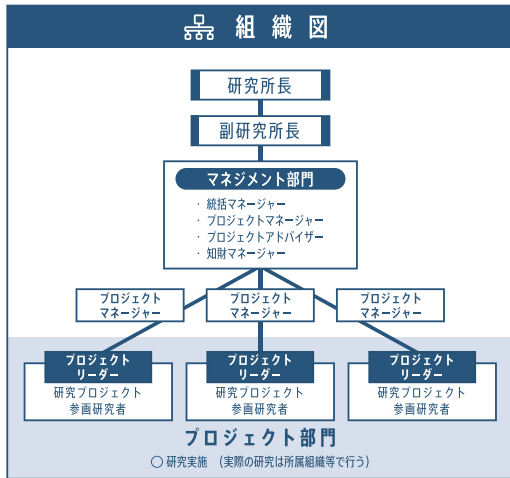 組織図
研究所長
副研究所長
マネジメント部門
・統括マネージャー
・プロジェクトマネージャー
・プロジェクトアドバイザー
・知財マネージャー
プロジェクト
マネージャー
プロジェクト
マネージャー
プロジェクト
マネージャー
プロジェクト
リーダー
研究プロジェクト
参画研究者
プロジェクト
リーダー
研究プロジェクト
参画研究者
プロジェクト
リーダー
研究プロジェクト
参画研究者
プロジェクト部門
○ 研究実施 (実際の研究は所属組織等で行う)